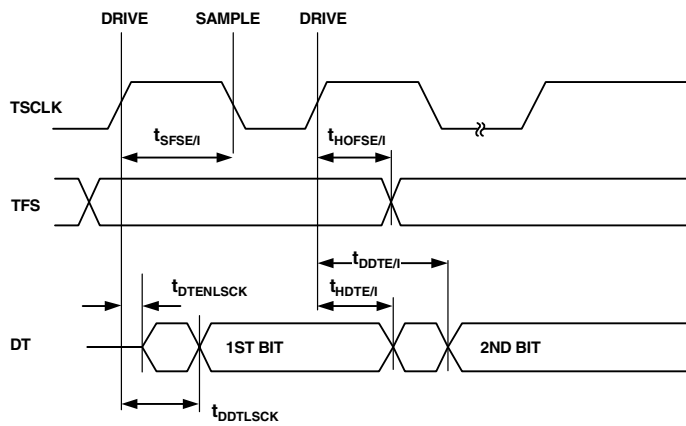 DRIVE SAMPLE DRIVE
TSCLK
tSFSE/I tHOFSE/I
TFS
tDDTE/I
tDTENLSCK tHDTE/I
DT 1ST BIT 2ND BIT
tDDTLSCK